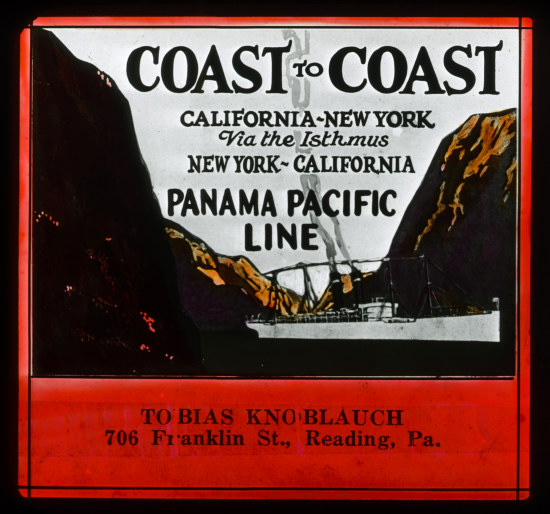 COAST TO COAST
CALIFORNIA~NEW YORK
Via the Isthmus
NEW YORK~CALIFORNIA
PANAMA PACIFIC
LINE
TOBIAS KNOBLAUCH
706 Franklin St., Reading, Pa.